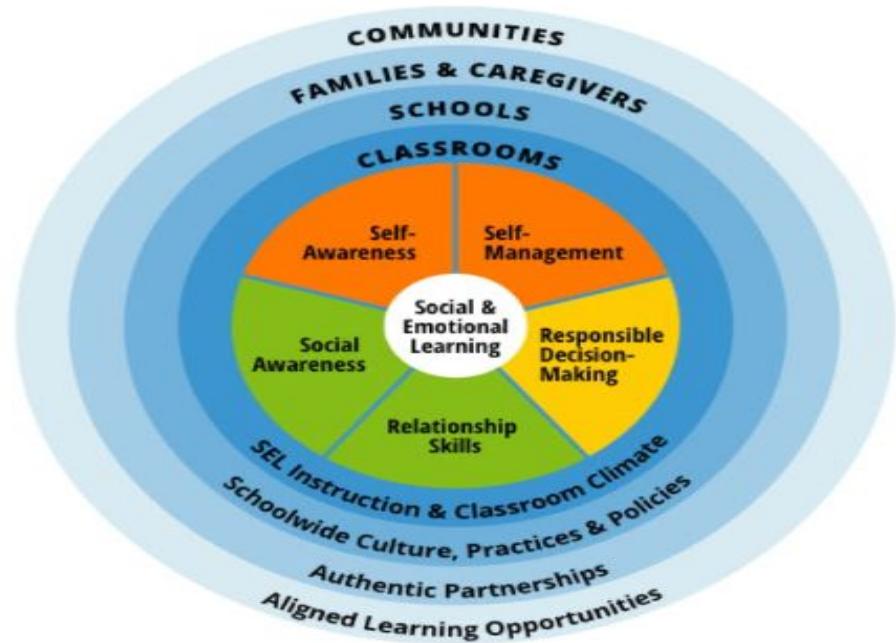 COMMUNITIES
FAMILIES & CAREGIVERS
SCHOOLS
CLASSROOMS
Self-
Awareness
Self-
Management
Social &
Emotional
Learning
Social
Awareness
Responsible
Decision-
Making
Relationship
Skills
SEL Instruction & Classroom Climate
Schoolwide Culture, Practices & Policies
Authentic Partnerships
Aligned Learning Opportunities